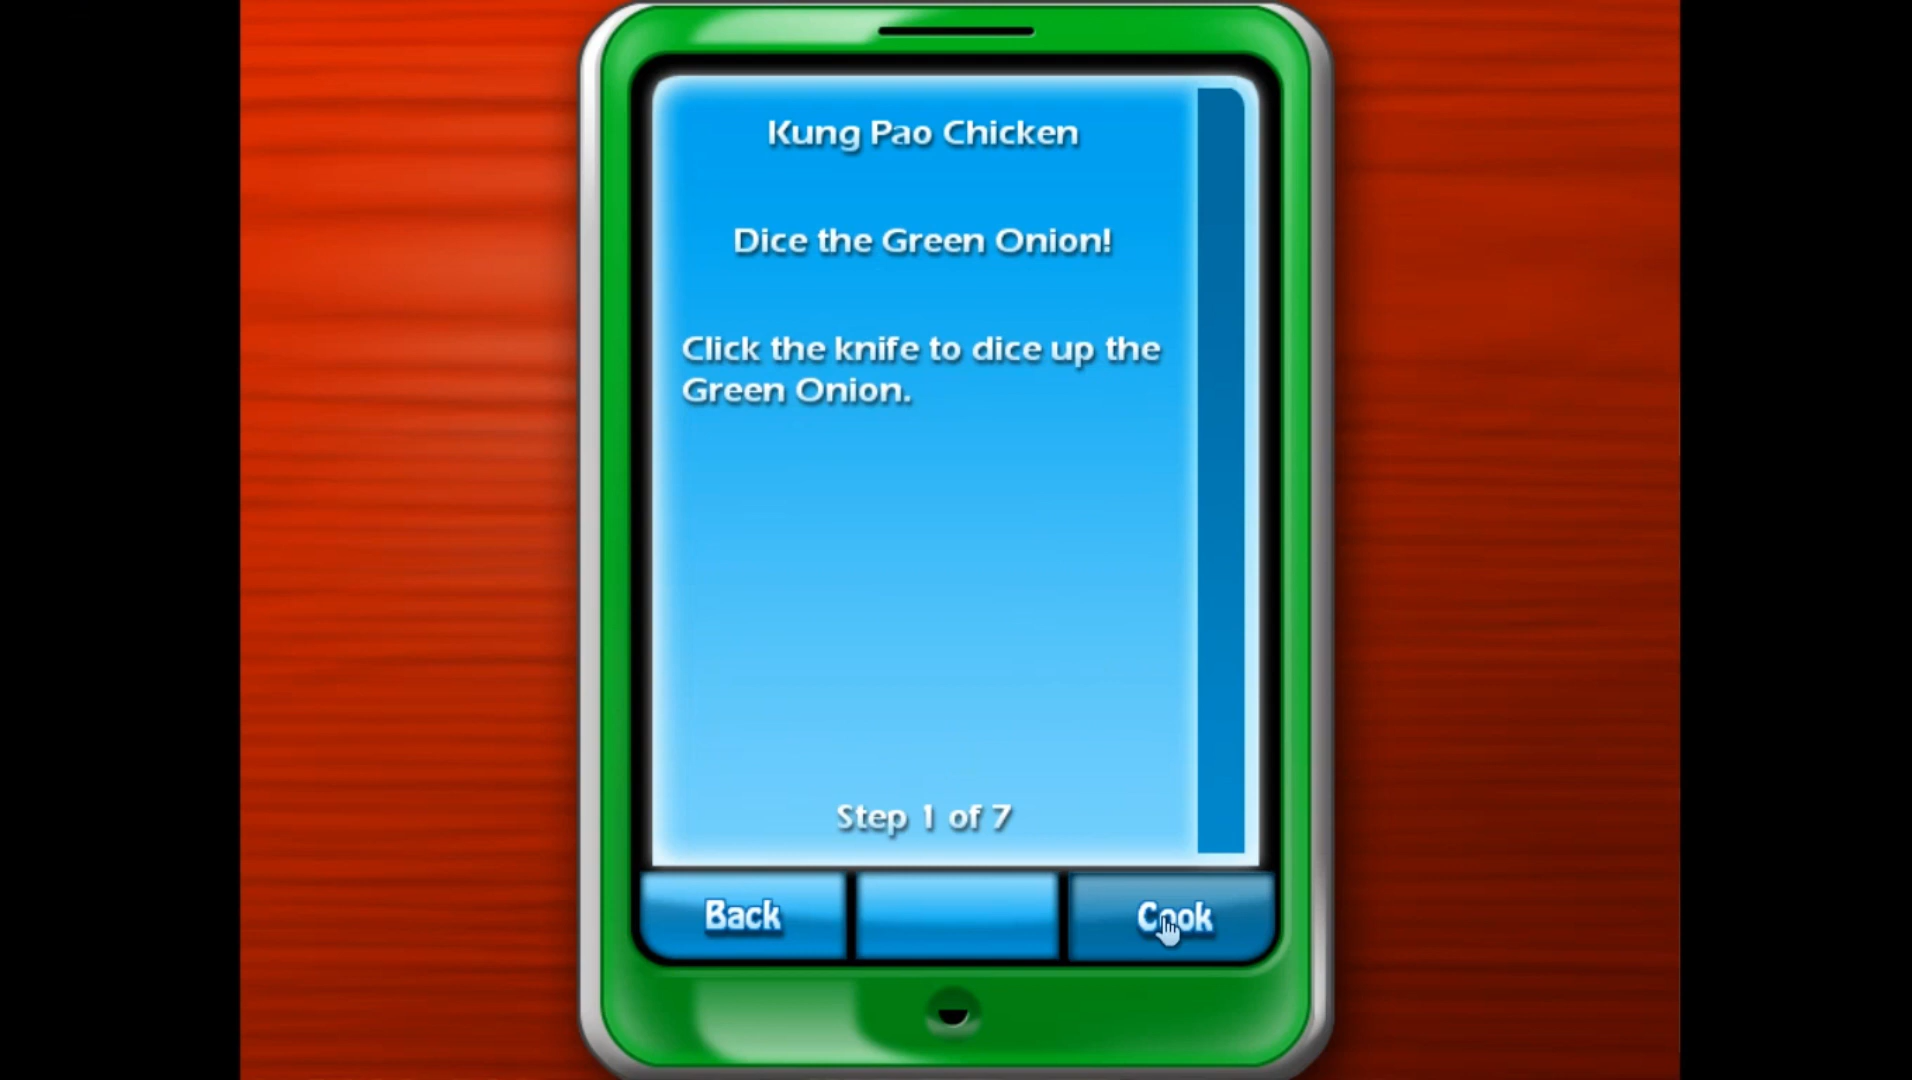 Kung Pao Chicken
Dice the Green Onion!
Click the knife to dice up the
Green Onion.
Step 1 of 7
Back
Cook